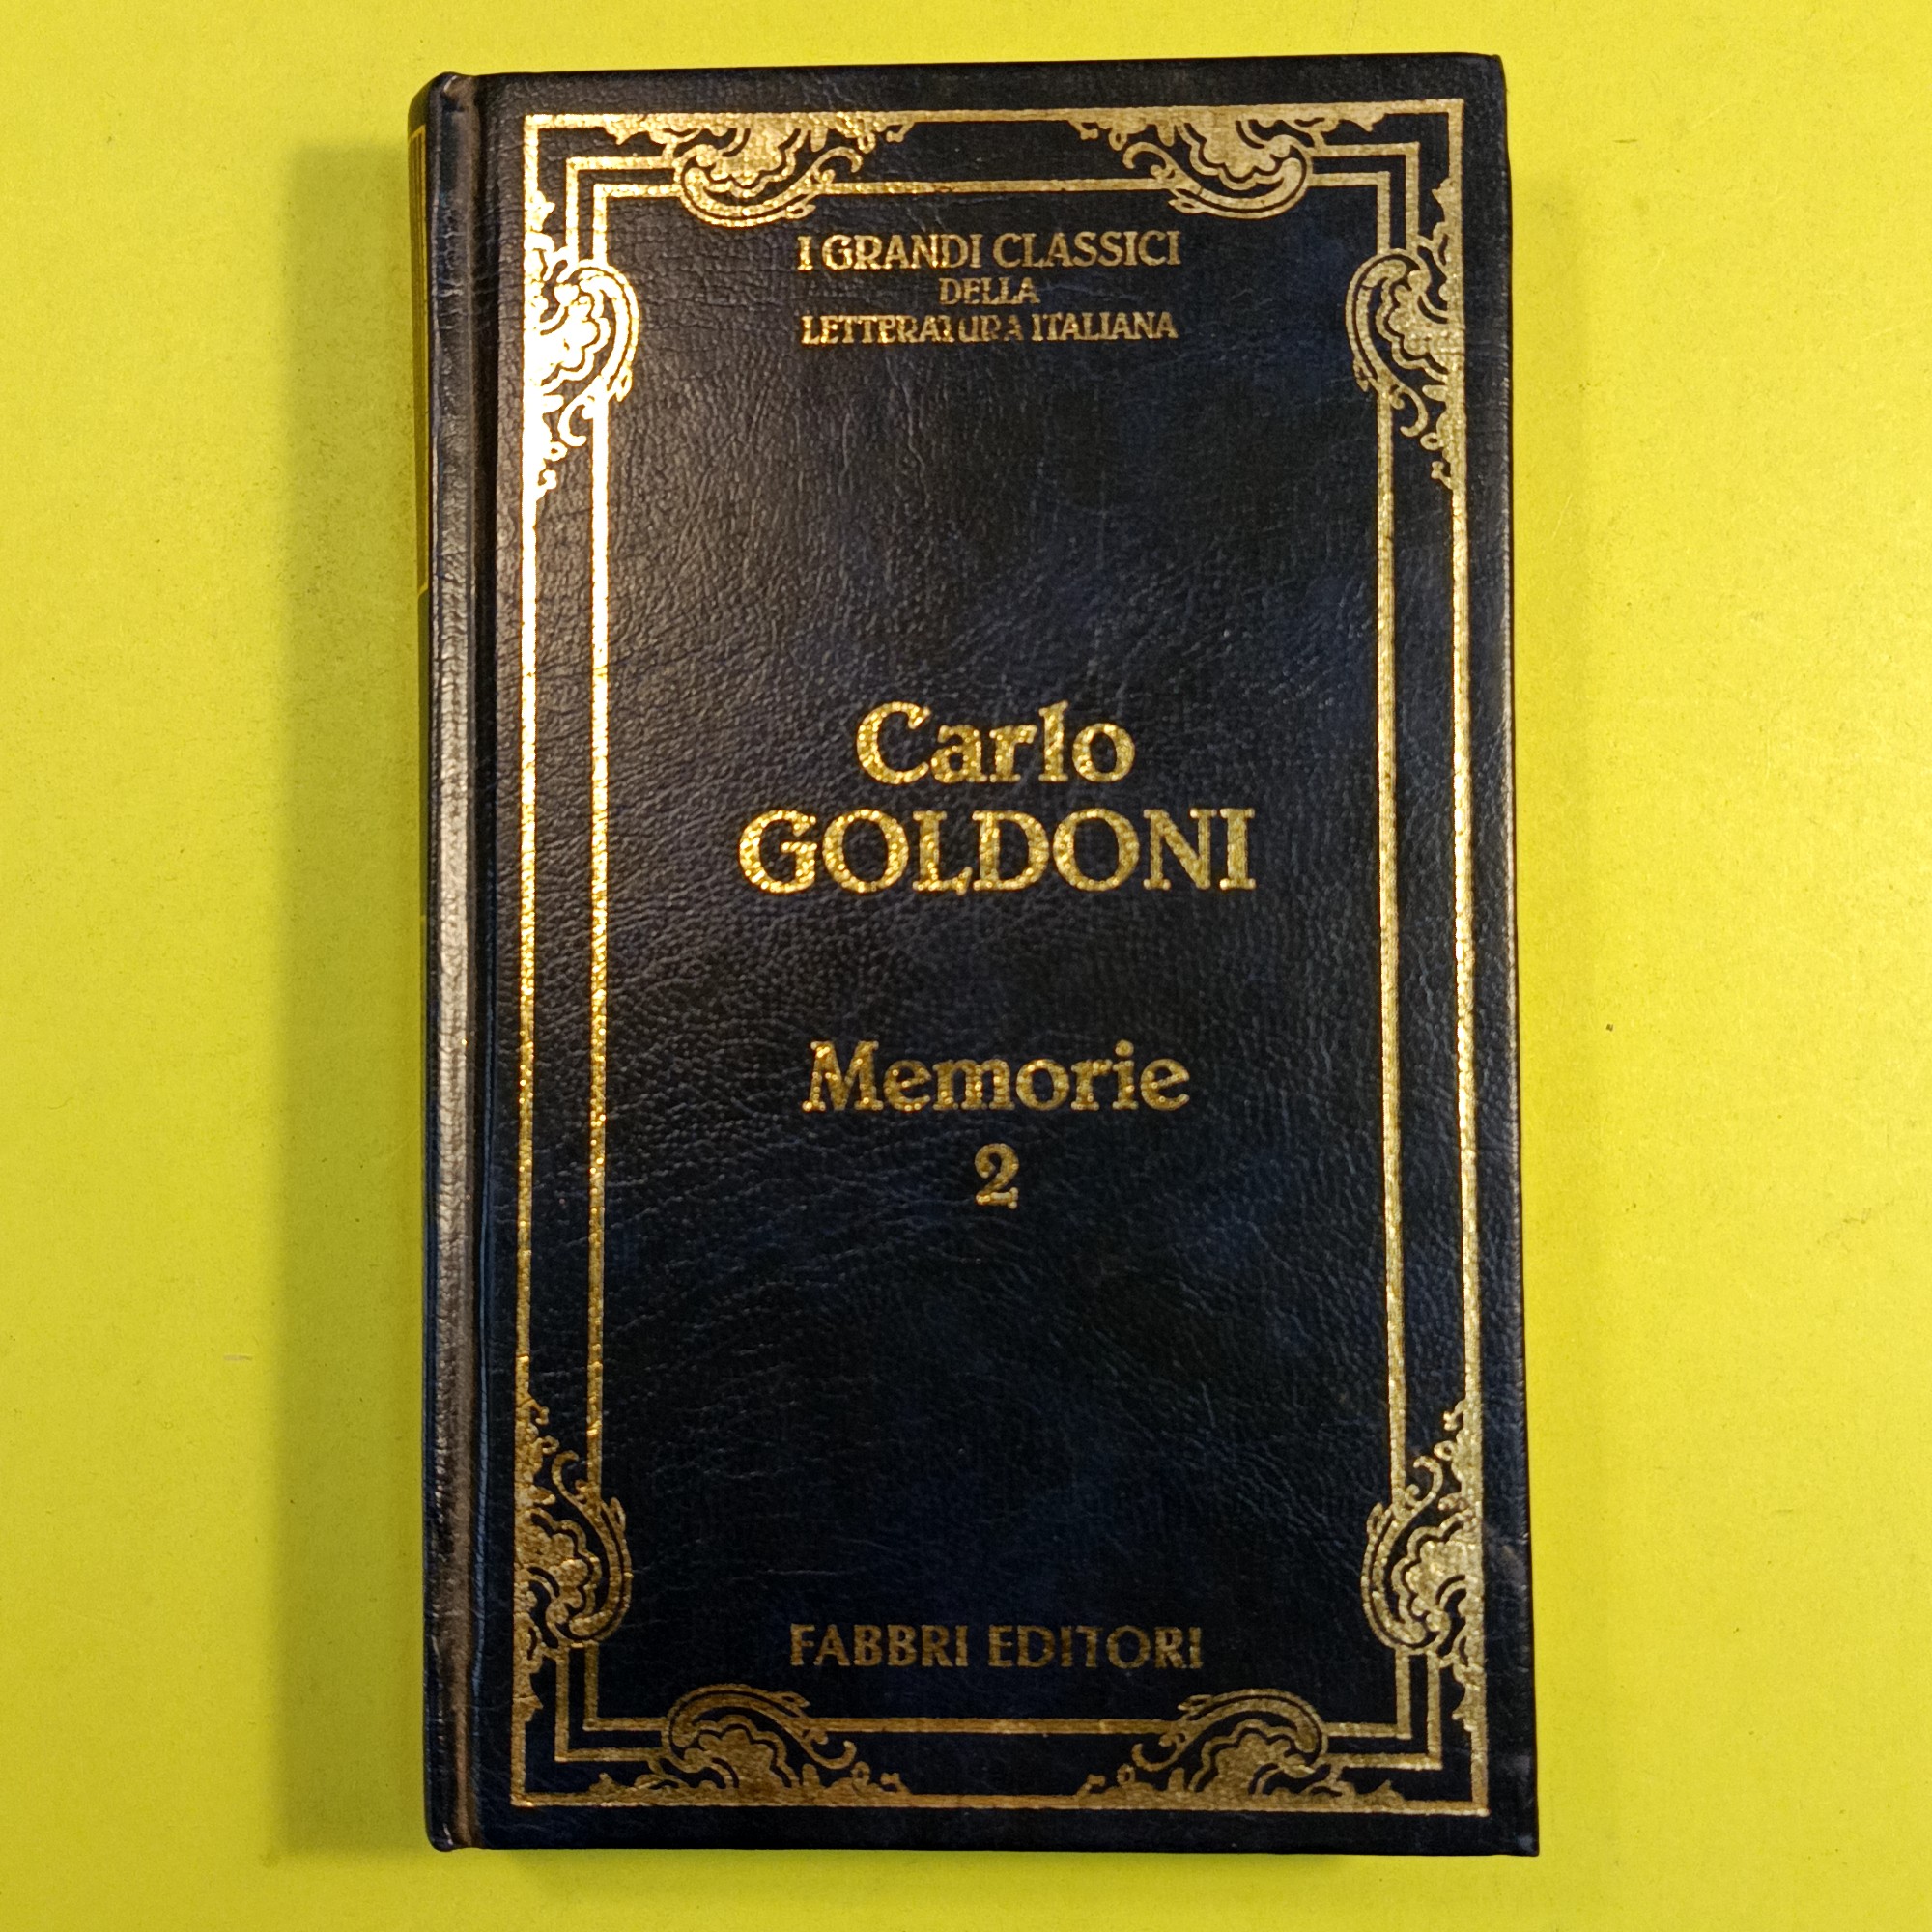 I GRANDI CLASSICI
DELLA
LETTERATURA ITALIANA
Carlo
GOLDONI
Memorie
2
FABBRI EDITORI